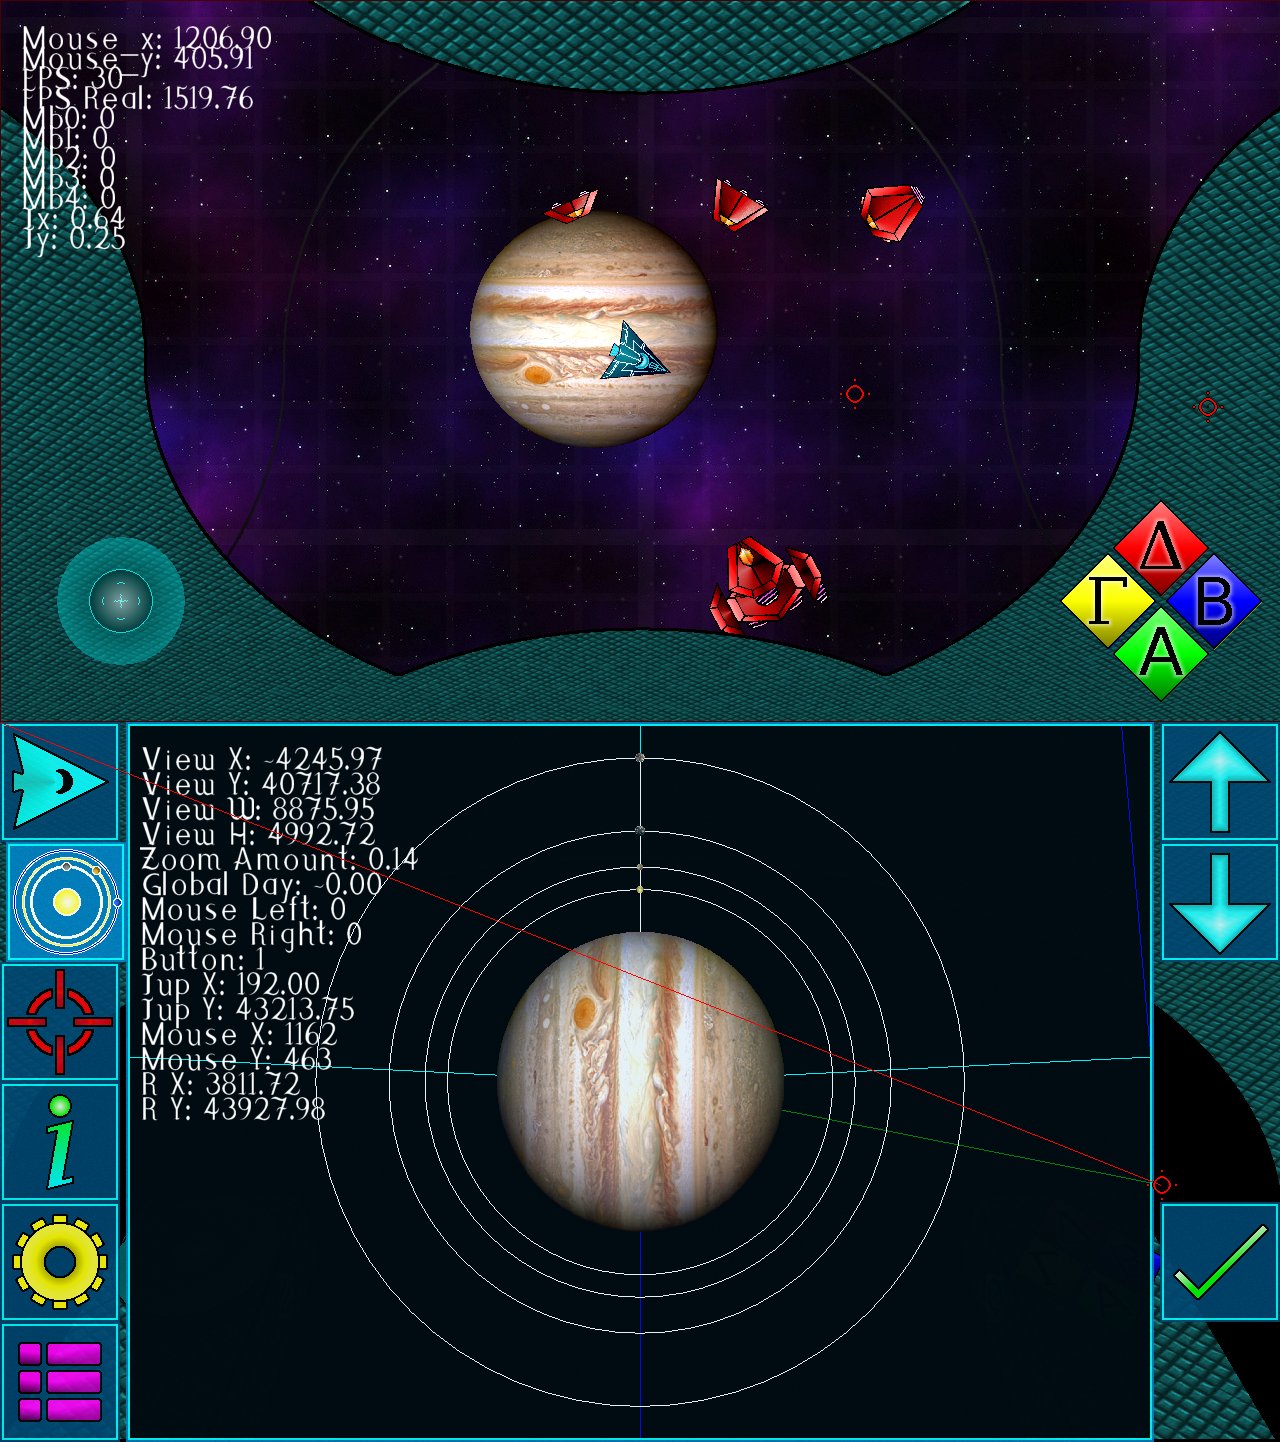 Mouse_x: 1206.90
Mouse_y: 405.91
FPS: 30
FPS Real: 1519.76
Mb0: 0
Mb1: 0
Mb2: 0
Mb3: 0
Mb4: 0
Jx: 0.64
Jy: 0.25
Δ
Γ
B
A
View X: -4245.97
View Y: 40717.38
View W: 8875.95
View H: 4992.72
Zoom Amount: 0.14
Global Day: -0.00
Mouse Left: 0
Mouse Right: 0
Button: 1
Jup X: 192.00
Jup Y: 43213.75
Mouse X: 1162
Mouse Y: 463
R X: 3811.72
R Y: 43927.98
i